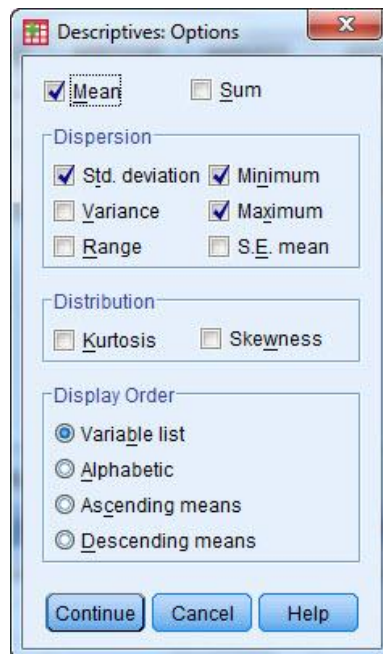 Descriptives: Options
Mean Sum
Dispersion
Std. deviation Minimum
Variance Maximum
Range S.E. mean
Distribution
Kurtosis Skewness
Display Order
Variable list
Alphabetic
Ascending means
Descending means
Continue Cancel Help